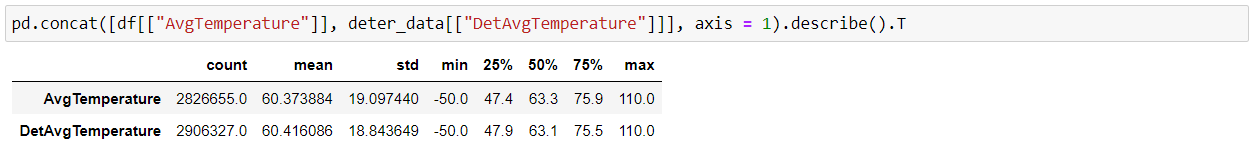 pd.concat([df[["AvgTemperature"]], deter_data[["DetAvgTemperature"]]], axis = 1).describe().T
count mean std min 25% 50% 75% max
AvgTemperature 2826655.0 60.373884 19.097440 -50.0 47.4 63.3 75.9 110.0
DetAvgTemperature 2906327.0 60.416086 18.843649 -50.0 47.9 63.1 75.5 110.0